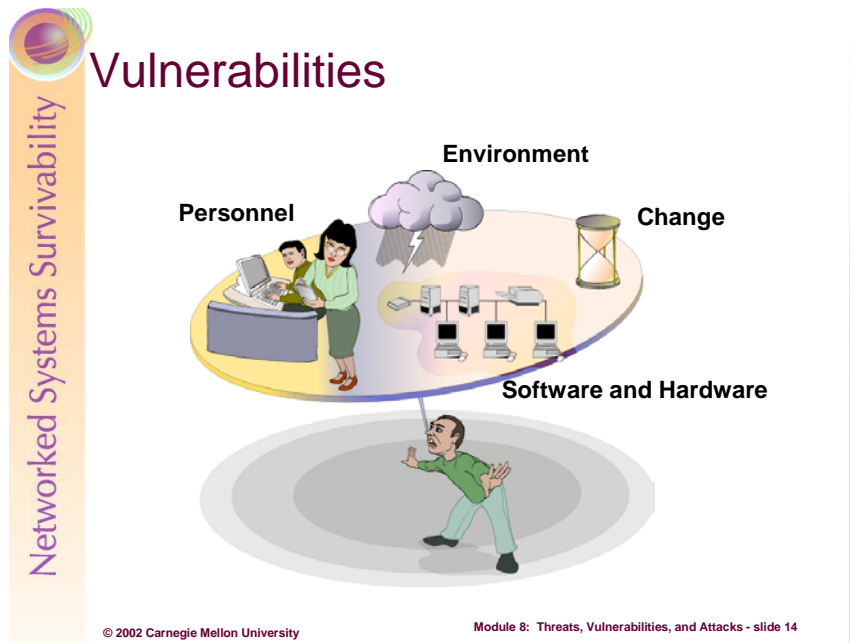 Networked Systems Survivability
Vulnerabilities
Environment
Personnel
Change
Software and Hardware
© 2002 Carnegie Mellon University
Module 8: Threats, Vulnerabilities, and Attacks - slide 14